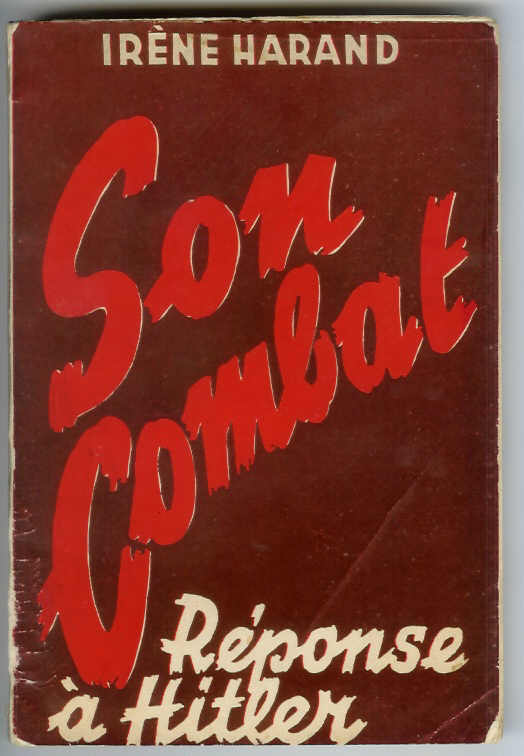 IRÈNE HARAND
Son
Combat
Réponse
à Hitler